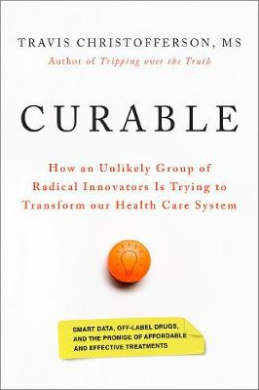 TRAVIS CHRISTOFFERSON, MS
Author of Tripping over the Truth
CURABLE
How an Unlikely Group of
Radical Innovators Is Trying to
Transform our Health Care System
SMART DATA, OFF-LABEL DRUGS,
AND THE PROMISE OF AFFORDABLE
AND EFFECTIVE TREATMENTS